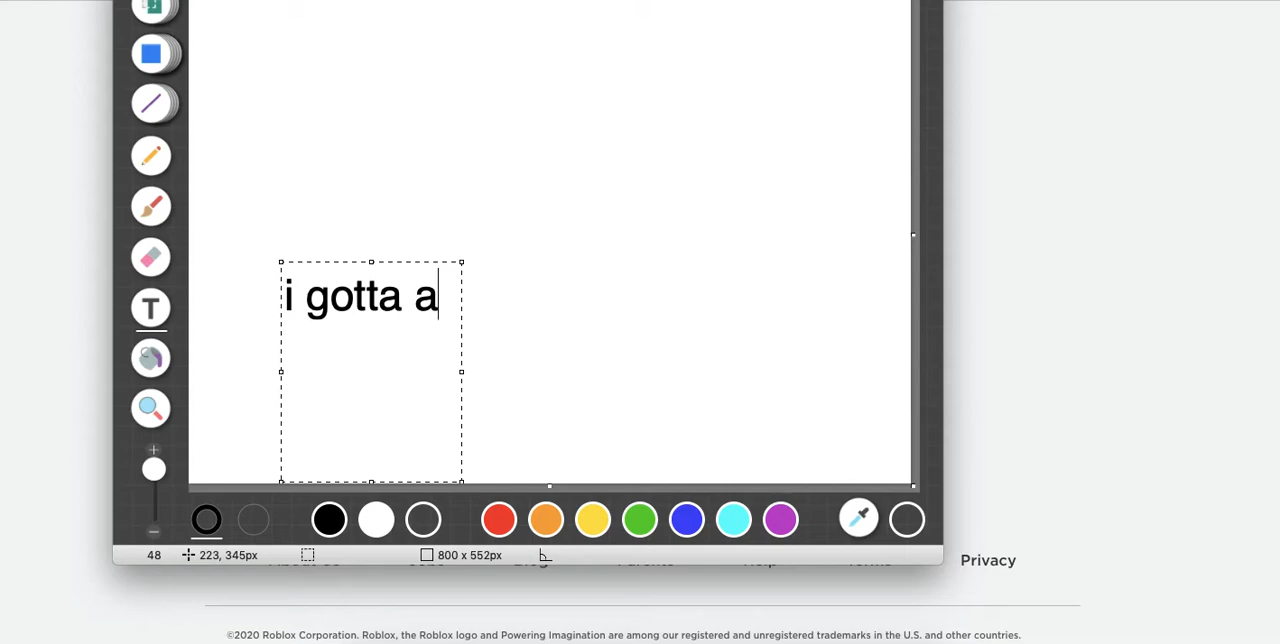 i gotta a
T
48
223, 345px
800 x 552px
Privacy
©2020 Roblox Corporation. Roblox, the Roblox logo and Powering Imagination are among our registered and unregistered trademarks in the U.S. and other countries.